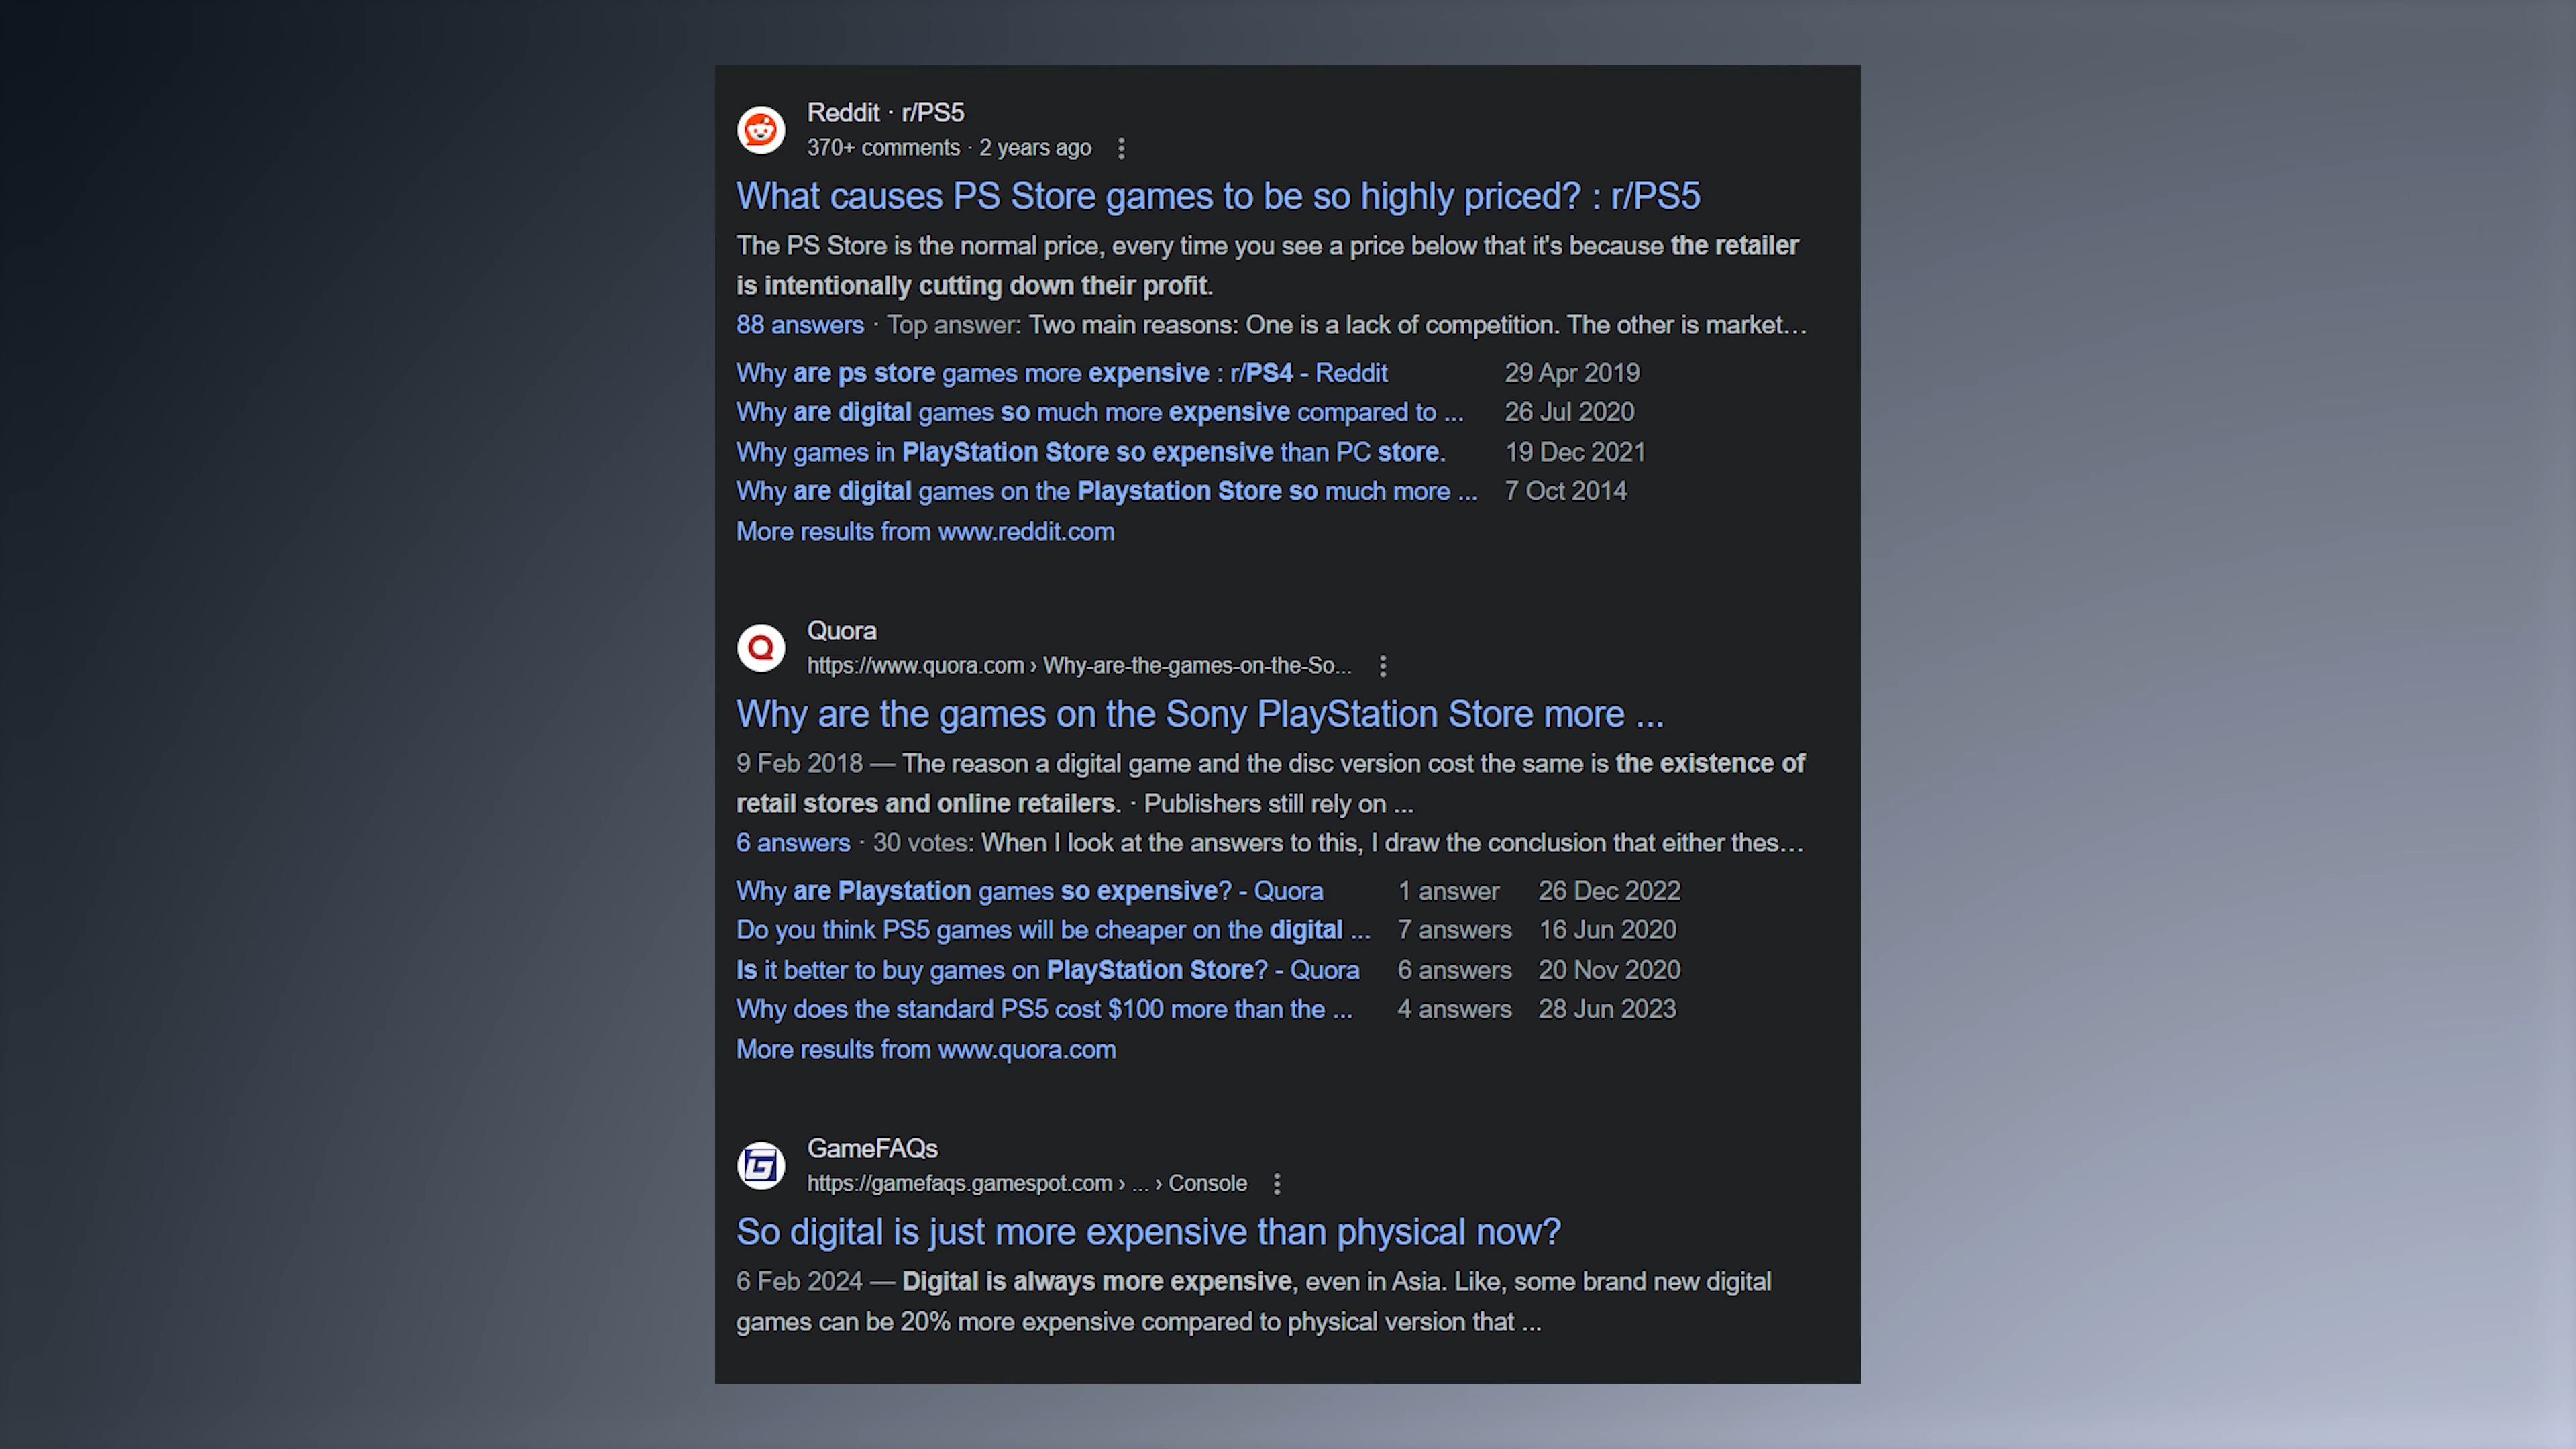 Reddit · r/PS5
370+ comments · 2 years ago
What causes PS Store games to be so highly priced? : r/PS5
The PS Store is the normal price, every time you see a price below that it's because the retailer
is intentionally cutting down their profit.
88 answers · Top answer: Two main reasons: One is a lack of competition. The other is market...
Why are ps store games more expensive : r/PS4 - Reddit 29 Apr 2019
Why are digital games so much more expensive compared to ... 26 Jul 2020
Why games in PlayStation Store so expensive than PC store. 19 Dec 2021
Why are digital games on the Playstation Store so much more ... 7 Oct 2014
More results from www.reddit.com
Quora
https://www.quora.com › Why-are-the-games-on-the-So...
Why are the games on the Sony PlayStation Store more ...
9 Feb 2018 — The reason a digital game and the disc version cost the same is the existence of
retail stores and online retailers. · Publishers still rely on ...
6 answers · 30 votes: When I look at the answers to this, I draw the conclusion that either thes...
Why are Playstation games so expensive? - Quora 1 answer 26 Dec 2022
Do you think PS5 games will be cheaper on the digital ... 7 answers 16 Jun 2020
Is it better to buy games on PlayStation Store? - Quora 6 answers 20 Nov 2020
Why does the standard PS5 cost $100 more than the ... 4 answers 28 Jun 2023
More results from www.quora.com
GameFAQs
https://gamefaqs.gamespot.com › ... › Console
So digital is just more expensive than physical now?
6 Feb 2024 — Digital is always more expensive, even in Asia. Like, some brand new digital
games can be 20% more expensive compared to physical version that ...